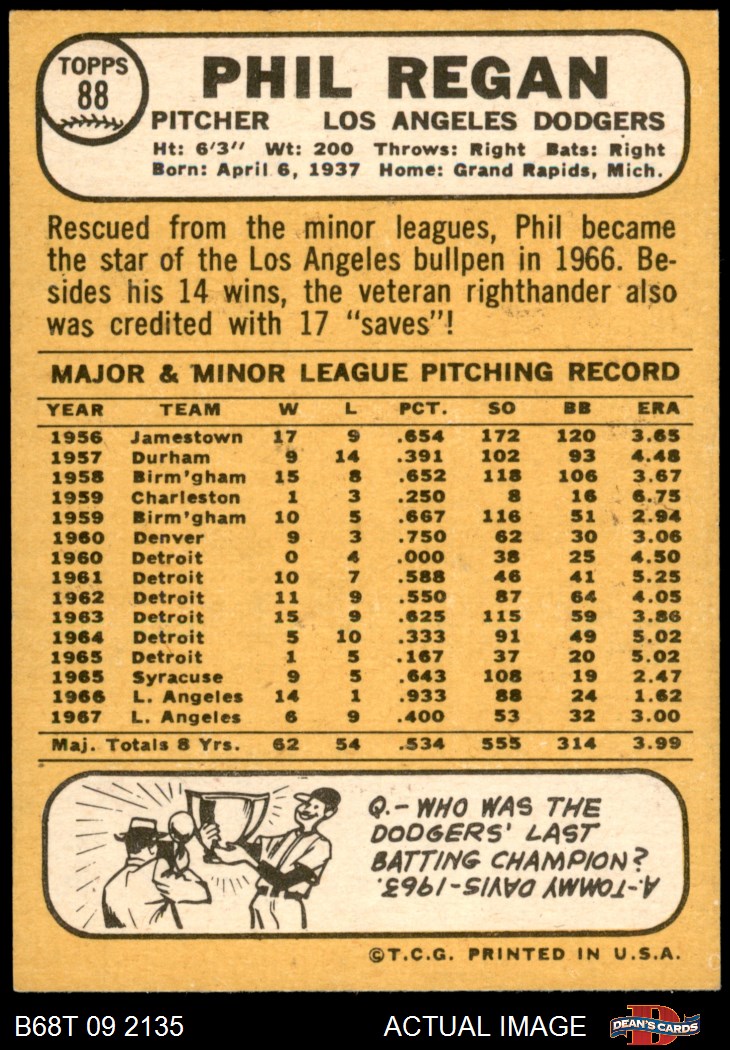 TOPPS
88
PHIL REGAN
PITCHER LOS ANGELES DODGERS
Ht: 6'3" Wt: 200 Throws: Right Bats: Right
Born: April 6, 1937 Home: Grand Rapids, Mich.
Rescued from the minor leagues, Phil became
the star of the Los Angeles bullpen in 1966. Be-
sides his 14 wins, the veteran righthander also
was credited with 17 "saves"!
MAJOR & MINOR LEAGUE PITCHING RECORD
YEAR TEAM W L PCT. SO BB ERA
1956 Jamestown 17 9 .654 172 120 3.65
1957 Durham 9 14 .391 102 93 4.48
1958 Birm'gham 15 8 .652 118 106 3.67
1959 Charleston 1 3 .250 8 16 6.75
1959 Birm'gham 10 5 .667 116 51 2.94
1960 Denver 9 3 .750 62 30 3.06
1960 Detroit 0 4 .000 38 25 4.50
1961 Detroit 10 7 .588 46 41 5.25
1962 Detroit 11 9 .550 87 64 4.05
1963 Detroit 15 9 .625 115 59 3.86
1964 Detroit 5 10 .333 91 49 5.02
1965 Detroit 1 5 .167 37 20 5.02
1965 Syracuse 9 5 .643 108 19 2.47
1966 L. Angeles 14 1 .933 88 24 1.62
1967 L. Angeles 6 9 .400 53 32 3.00
Maj. Totals 8 Yrs. 62 54 .534 555 314 3.99
Q.-WHO WAS THE
DODGERS' LAST
BATTING CHAMPION?
A.-TOMMY DAVIS-1963.
©T.C.G. PRINTED IN U.S.A.
B68T 09 2135 ACTUAL IMAGE DEAN'S CARDS